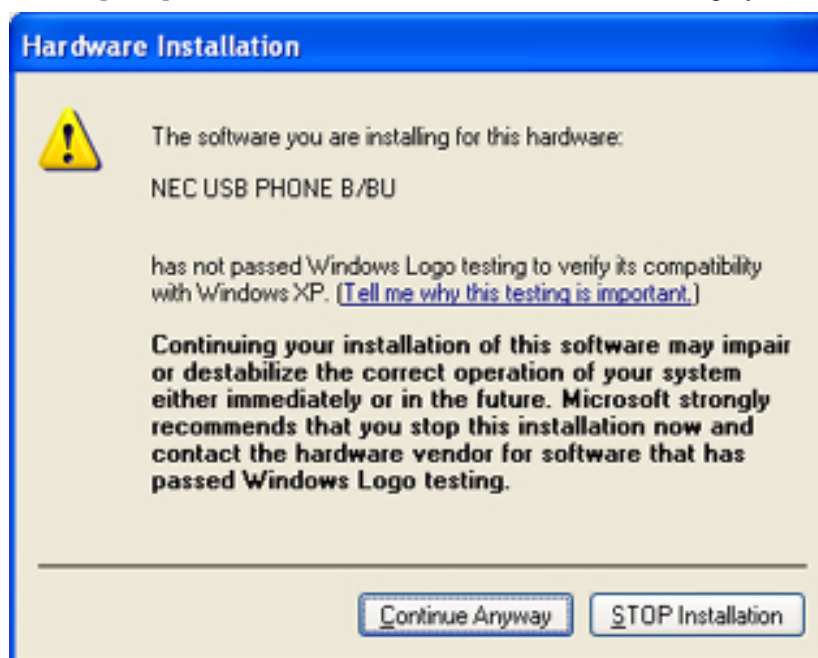 Hardware Installation
The software you are installing for this hardware:
NEC USB PHONE B/BU
has not passed Windows Logo testing to verify its compatibility
with Windows XP. (Tell me why this testing is important.)
Continuing your installation of this software may impair
or destabilize the correct operation of your system
either immediately or in the future. Microsoft strongly
recommends that you stop this installation now and
contact the hardware vendor for software that has
passed Windows Logo testing.
Continue Anyway
STOP Installation